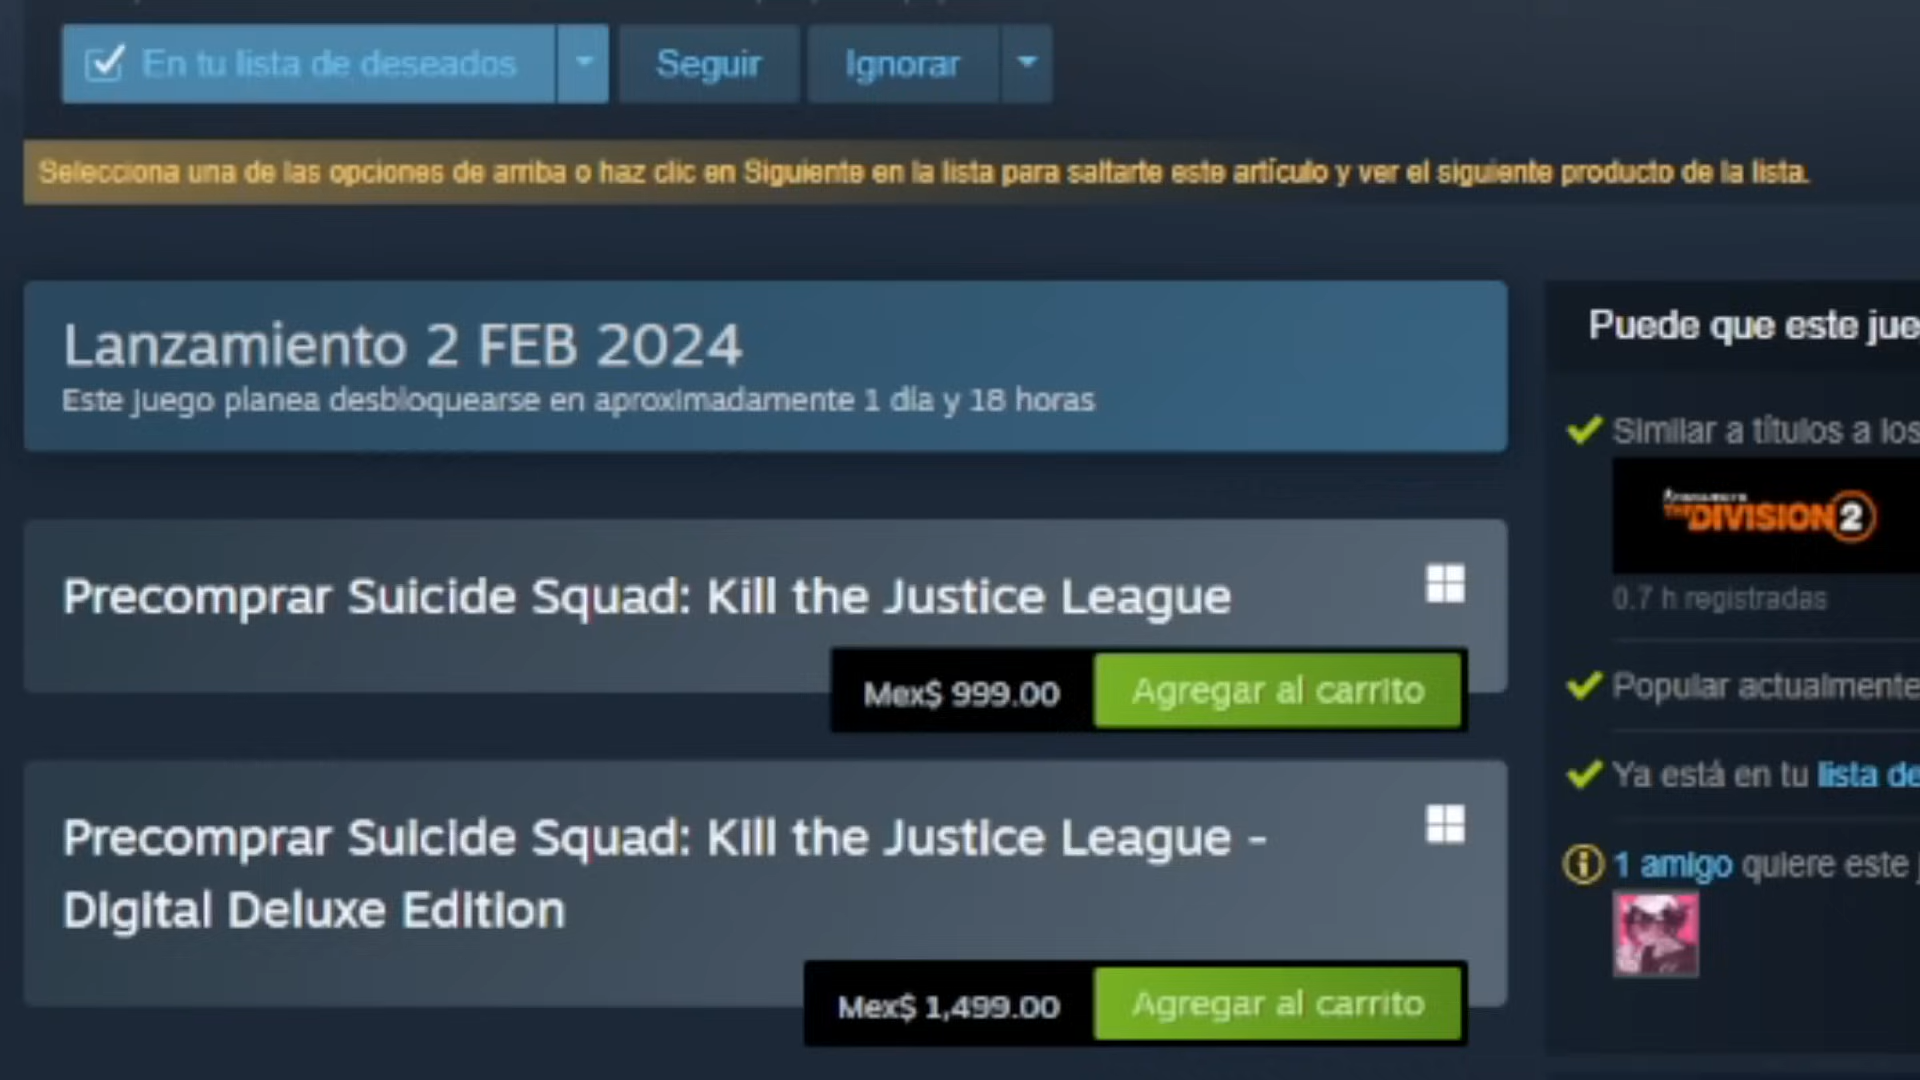 En tu lista de deseados
Seguir
Ignorar
Selecciona una de las opciones de arriba o haz clic en Siguiente en la lista para saltarte este artículo y ver el siguiente producto de la lista.
Lanzamiento 2 FEB 2024
Este juego planea desbloquearse en aproximadamente 1 día y 18 horas
Precomprar Suicide Squad: Kill the Justice League
Mex$ 999.00
Agregar al carrito
Precomprar Suicide Squad: Kill the Justice League -
Digital Deluxe Edition
Mex$ 1,499.00
Agregar al carrito
Puede que este jue
Similar a títulos a los
THE DIVISION 2
0.7 h registradas
Popular actualmente
Ya está en tu lista de
1 amigo quiere este j